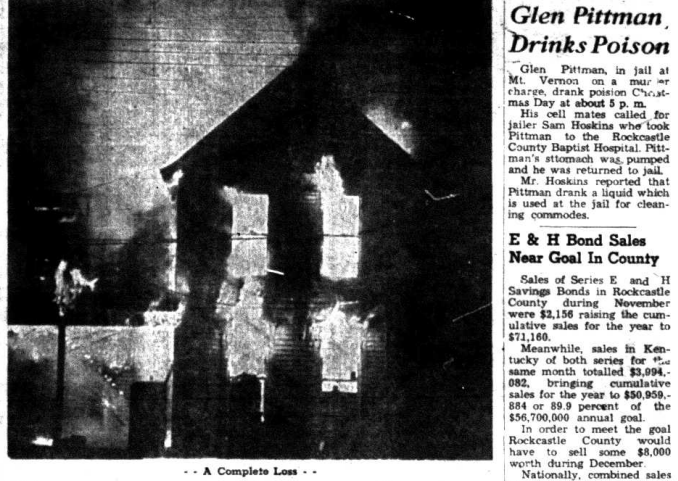 - - A Complete Loss - -
Glen Pittman
Drinks Poison
Glen Pittman, in jail at
Mt. Vernon on a
charge, drank poision
mas Day at about 5 p. m.
His cell mates called for
jailer Sam Hoskins who took
Pittman to the Rockcastle
County Baptist Hospital. Pitt-
man's sttomach was pumped
and he was returned to jail.
Mr. Hoskins reported that
Pittman drank a liquid which
is used at the jail for clean-
ing commodes.
E & H Bond Sales
Near Goal In County
Sales of Series E and H
Savings Bonds in Rockcastle
County during November
were $2,156 raising the cum-
ulative sales for the year to
$71,160.
Meanwhile, sales in Ken-
tucky of both series for
same month totalled $3,994,-
082, bringing cumulative
sales for the year to $50,959,-
884 or 89.9 percent of the
$56,700,000 annual goal.
In order to meet the goal
Rockcastle County would
have to sell some $8,000
worth during December.
Nationally, combined sales